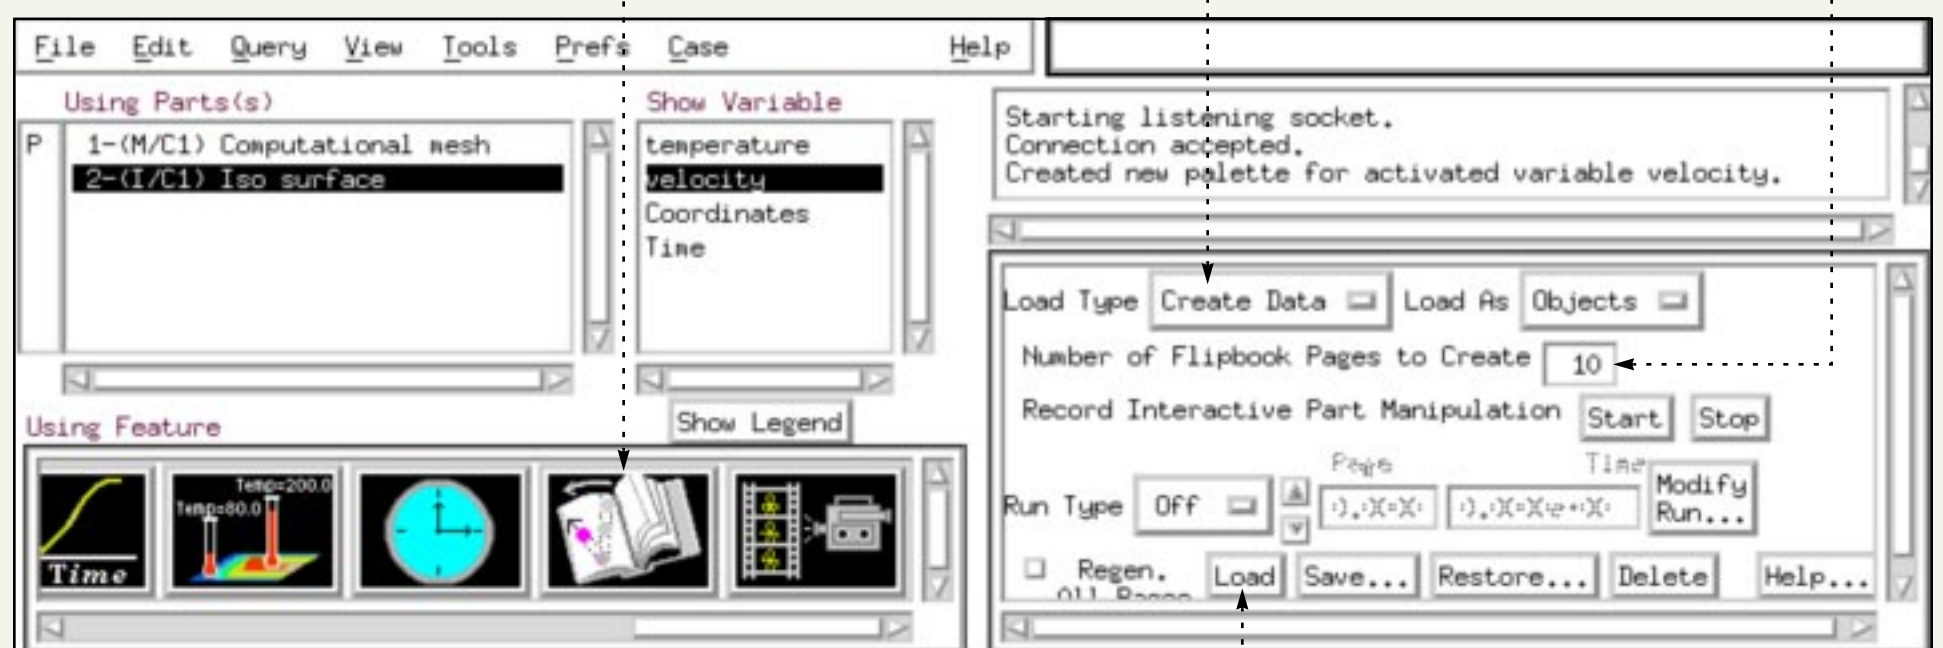 File Edit Query View Tools Prefs Case Help
Using Parts(s)
Show Variable
P
1-(M/C1) Computational mesh
2-(I/C1) Iso surface
temperature
velocity
Coordinates
Time
Starting listening socket.
Connection accepted.
Created new palette for activated variable velocity.
Show Legend
Using Feature
Time
Temp=200.0
Temp=80.0
Load Type Create Data Load As Objects
Number of Flipbook Pages to Create 10
Record Interactive Part Manipulation Start Stop
Page Time
Run Type Off Modify Run...
Regen. Load Save... Restore... Delete Help...
All Pages